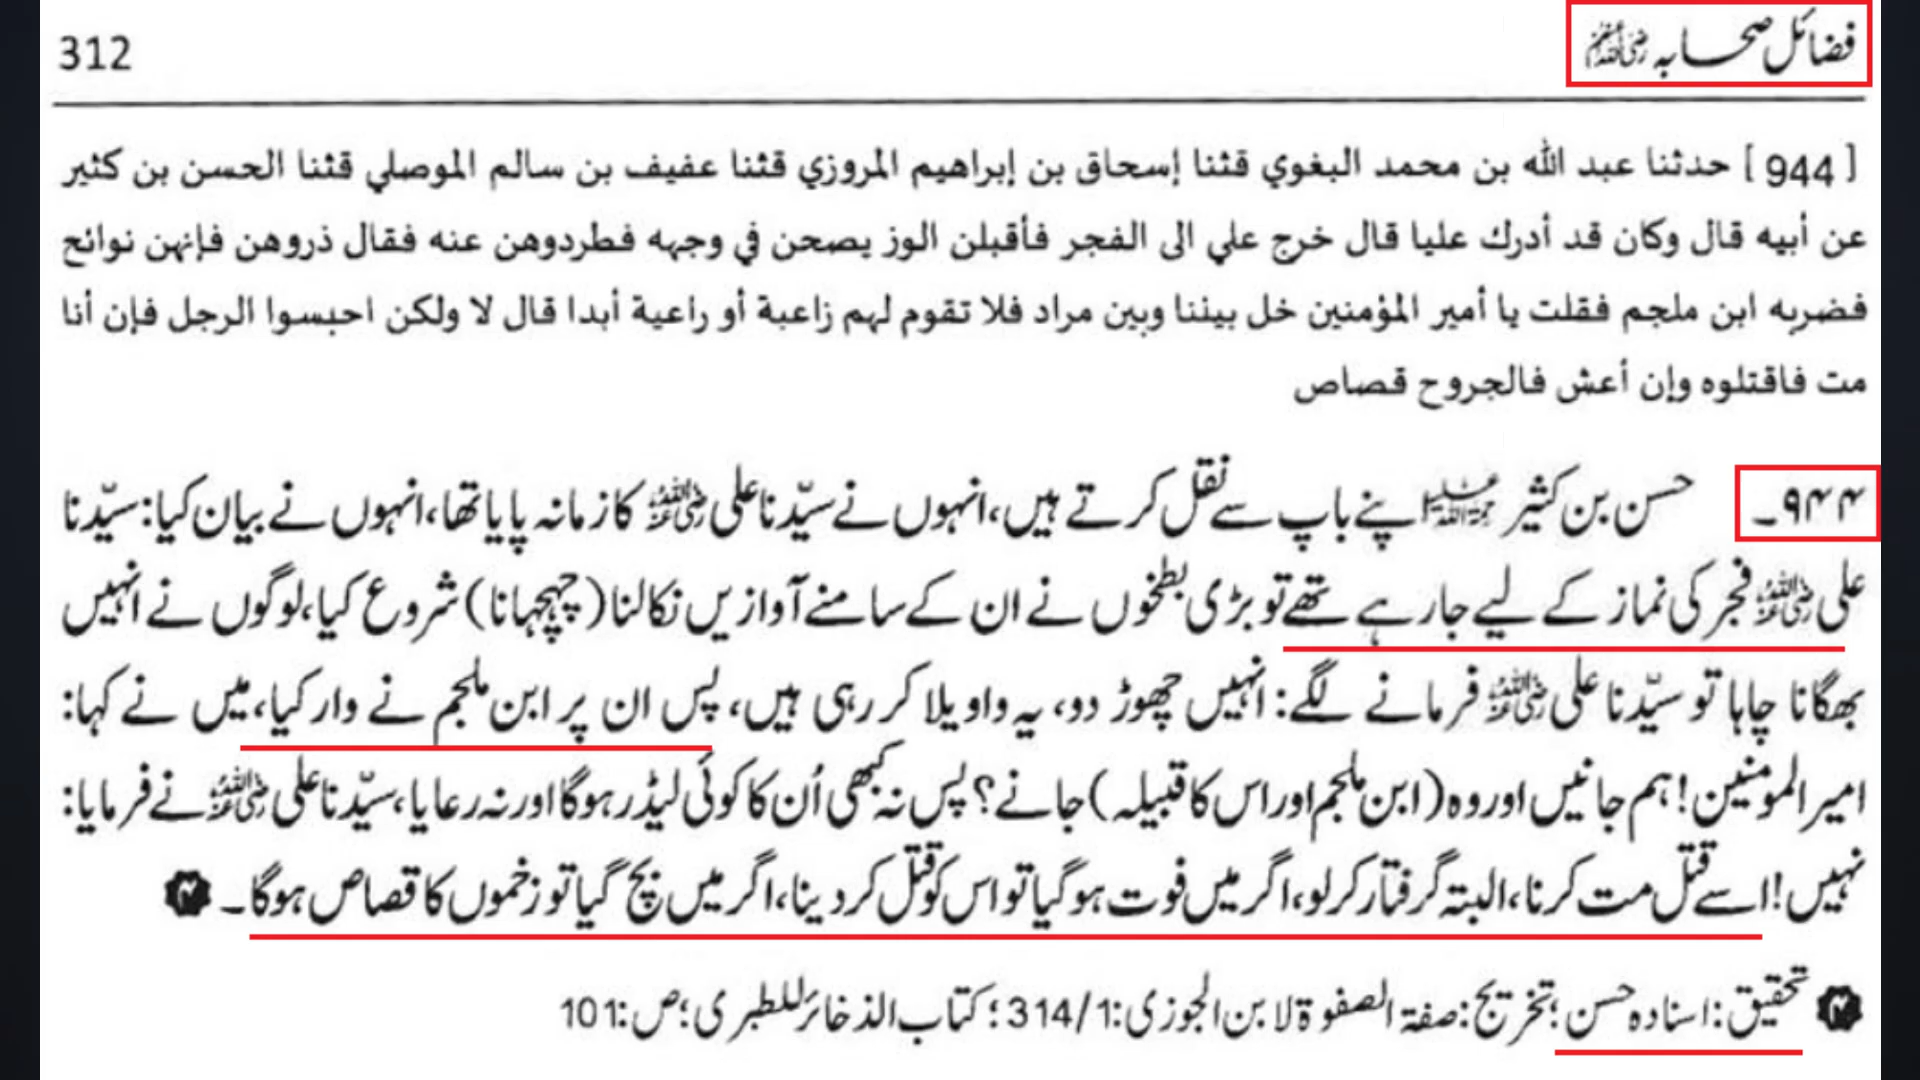 فضائل صحابہ رضی اللہ عنہم
312
[944] حدثنا عبد الله بن محمد البغوي قثنا إسحاق بن إبراهيم المروزي قثنا عفيف بن سالم الموصلي قثنا الحسن بن كثير
عن أبيه قال وكان قد أدرك عليا قال خرج علي الى الفجر فأقبلن الوز يصحن في وجهه فطردوهن عنه فقال ذروهن فإنهن نوائح
فضربه ابن ملجم فقلت يا أمير المؤمنين خل بيننا وبين مراد فلا تقوم لهم زاعبة أو راعية أبدا قال لا ولكن احبسوا الرجل فإن أنا
مت فاقتلوه وإن أعش فالجروح قصاص
۹۴۴۔ حسن بن کثیر رحمہ اللہ اپنے باپ سے نقل کرتے ہیں، انہوں نے سیّدنا علی رضی اللہ عنہ کا زمانہ پایا تھا، انہوں نے بیان کیا: سیّدنا
علی رضی اللہ عنہ فجر کی نماز کے لیے جا رہے تھے تو بڑی بطخوں نے ان کے سامنے آوازیں نکالنا (چہچہانا) شروع کیا، لوگوں نے انہیں
بھگانا چاہا تو سیّدنا علی رضی اللہ عنہ فرمانے لگے: انہیں چھوڑ دو، یہ واویلا کر رہی ہیں، پس ان پر ابن ملجم نے وار کیا، میں نے کہا:
امیر المومنین! ہم جانیں اور وہ (ابن ملجم اور اس کا قبیلہ) جانے؟ پس نہ کبھی اُن کا کوئی لیڈر ہوگا اور نہ رعایا، سیّدنا علی رضی اللہ عنہ نے فرمایا:
نہیں! اسے قتل مت کرنا، البتہ گرفتار کر لو، اگر میں فوت ہو گیا تو اس کو قتل کر دینا، اگر میں بچ گیا تو زخموں کا قصاص ہوگا۔ ۞
۞ تحقیق: اسنادہ حسن؛ تخریج: صفۃ الصفوۃ لابن الجوزی: 314/1؛ کتاب الذخائر للطبری؛ ص: 101